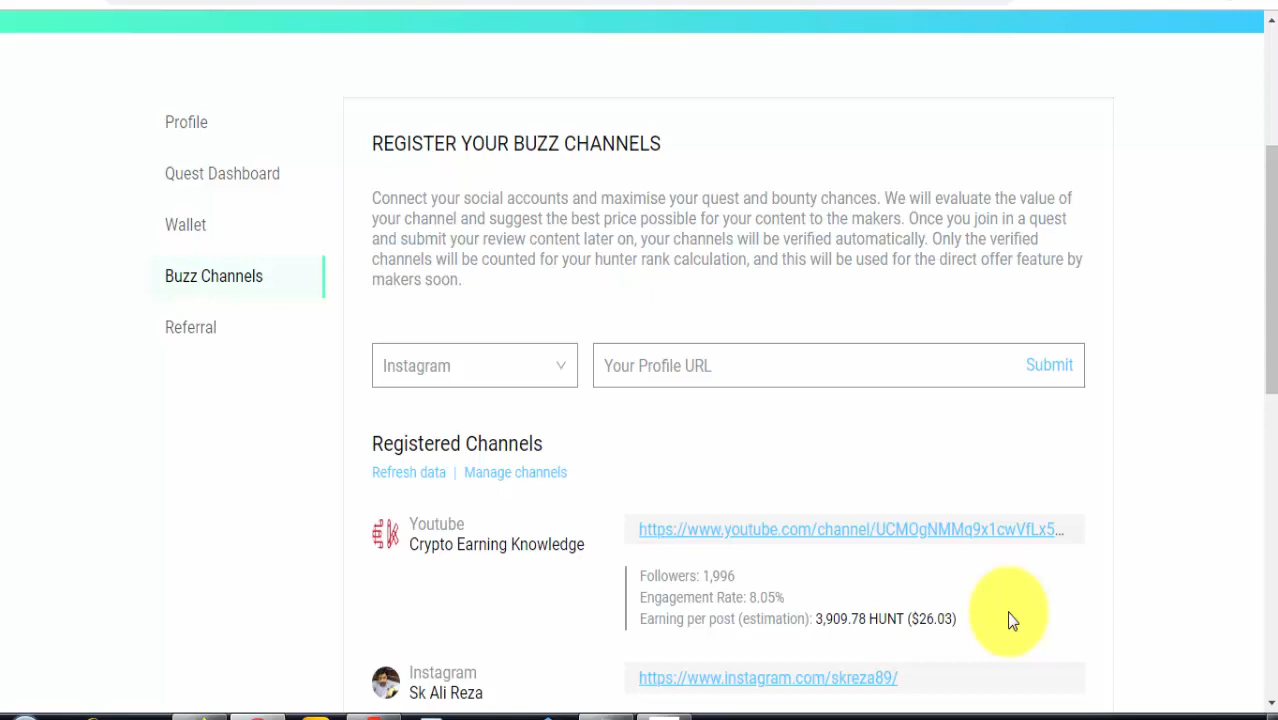 Profile
Quest Dashboard
Wallet
Buzz Channels
Referral
REGISTER YOUR BUZZ CHANNELS
Connect your social accounts and maximise your quest and bounty chances. We will evaluate the value of
your channel and suggest the best price possible for your content to the makers. Once you join in a quest
and submit your review content later on, your channels will be verified automatically. Only the verified
channels will be counted for your hunter rank calculation, and this will be used for the direct offer feature by
makers soon.
Instagram
Your Profile URL
Submit
Registered Channels
Refresh data | Manage channels
Youtube
Crypto Earning Knowledge
https://www.youtube.com/channel/UCMOgNMMq9x1cwVfLx5...
Followers: 1,996
Engagement Rate: 8.05%
Earning per post (estimation): 3,909.78 HUNT ($26.03)
Instagram
Sk Ali Reza
https://www.instagram.com/skreza89/